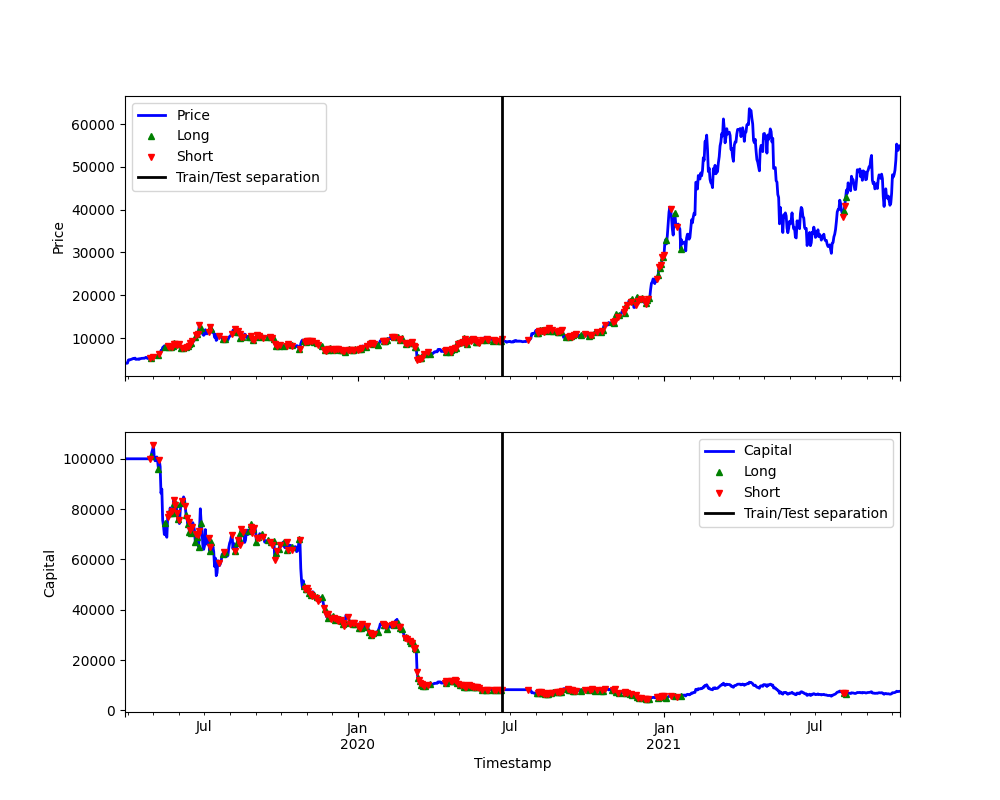 Price
60000
50000
40000
30000
20000
10000
Price
Long
Short
Train/Test separation
Capital
100000
80000
60000
40000
20000
0
Capital
Long
Short
Train/Test separation
Jul
Jan
2020
Jul
Jan
2021
Jul
Timestamp